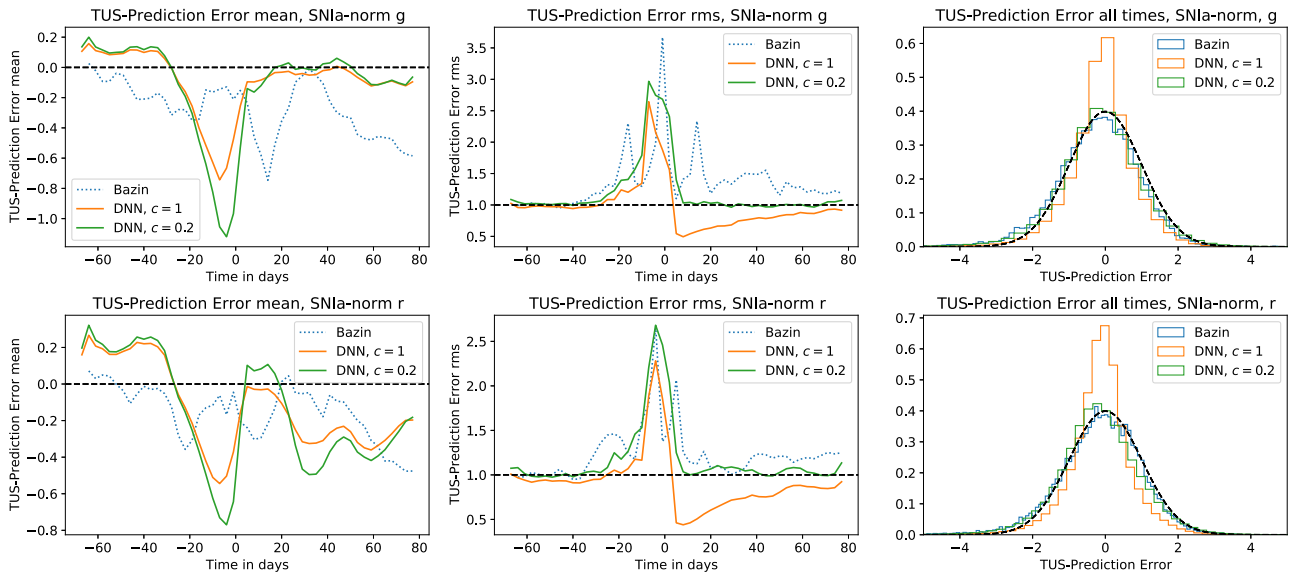 TUS-Prediction Error mean, SNIa-norm g
TUS-Prediction Error mean
0.2
0.0
−0.2
−0.4
−0.6
−0.8
−1.0
Bazin
DNN, c = 1
DNN, c = 0.2
−60 −40 −20 0 20 40 60 80
Time in days
TUS-Prediction Error rms, SNIa-norm g
TUS-Prediction Error rms
3.5
3.0
2.5
2.0
1.5
1.0
0.5
Bazin
DNN, c = 1
DNN, c = 0.2
−60 −40 −20 0 20 40 60 80
Time in days
TUS-Prediction Error all times, SNIa-norm, g
0.6
0.5
0.4
0.3
0.2
0.1
0.0
Bazin
DNN, c = 1
DNN, c = 0.2
−4 −2 0 2 4
TUS-Prediction Error
TUS-Prediction Error mean, SNIa-norm r
TUS-Prediction Error mean
0.2
0.0
−0.2
−0.4
−0.6
−0.8
Bazin
DNN, c = 1
DNN, c = 0.2
−60 −40 −20 0 20 40 60 80
Time in days
TUS-Prediction Error rms, SNIa-norm r
TUS-Prediction Error rms
2.5
2.0
1.5
1.0
0.5
Bazin
DNN, c = 1
DNN, c = 0.2
−60 −40 −20 0 20 40 60 80
Time in days
TUS-Prediction Error all times, SNIa-norm, r
0.7
0.6
0.5
0.4
0.3
0.2
0.1
0.0
Bazin
DNN, c = 1
DNN, c = 0.2
−4 −2 0 2 4
TUS-Prediction Error